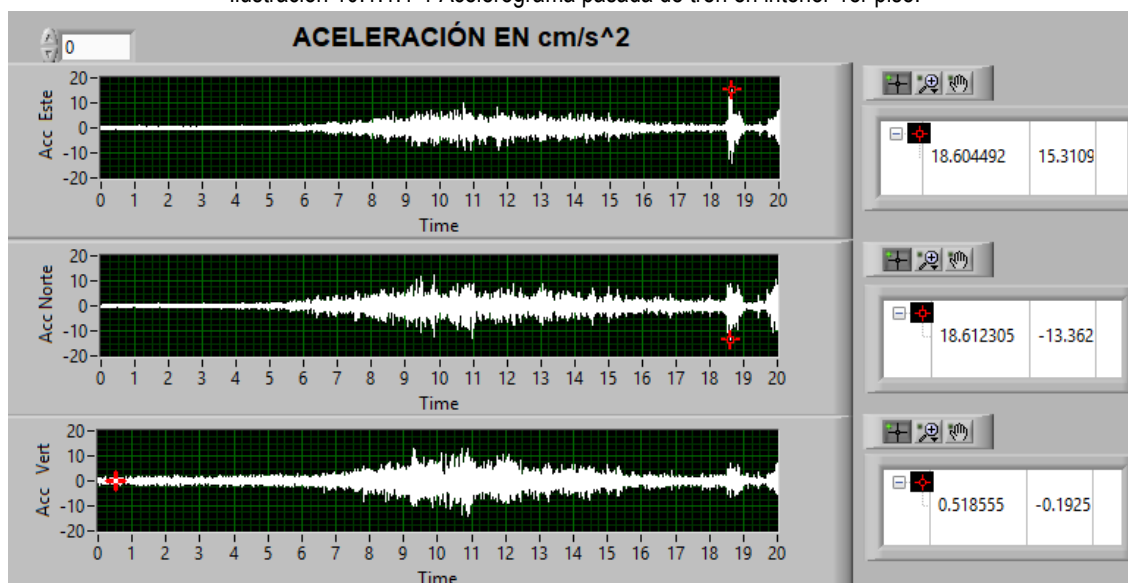 Ilustración 10.1.1.1-1 Acelerograma pasada de tren en interior 1er piso.
0
ACELERACIÓN EN cm/s^2
Acc Este
20
10
0
-10
-20
0 1 2 3 4 5 6 7 8 9 10 11 12 13 14 15 16 17 18 19 20
Time
18.604492 15.3109
Acc Norte
20
10
0
-10
-20
0 1 2 3 4 5 6 7 8 9 10 11 12 13 14 15 16 17 18 19 20
Time
18.612305 -13.362
Acc Vert
20
10
0
-10
-20
0 1 2 3 4 5 6 7 8 9 10 11 12 13 14 15 16 17 18 19 20
Time
0.518555 -0.1925